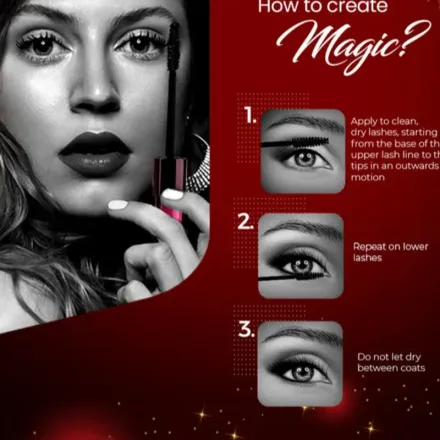 How to create
Magic?
1.
Apply to clean,
dry lashes, starting
from the base of th
upper lash line to th
tips in an outwards
motion
2.
Repeat on lower
lashes
3.
Do not let dry
between coats